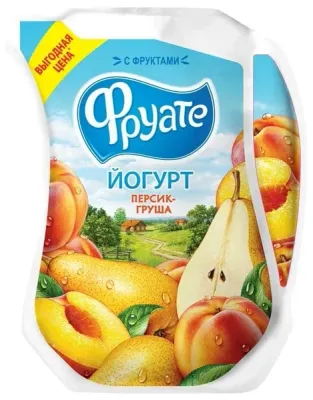 ВЫГОДНАЯ
ЦЕНА
С ФРУКТАМИ
Фруате
ЙОГУРТ
ПЕРСИК-
ГРУША